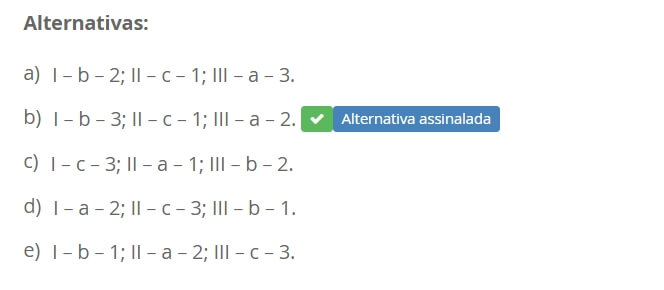 Alternativas:
a) I – b – 2; II – c – 1; III – a – 3.
b) I – b – 3; II – c – 1; III – a – 2. Alternativa assinalada
c) I – c – 3; II – a – 1; III – b – 2.
d) I – a – 2; II – c – 3; III – b – 1.
e) I – b – 1; II – a – 2; III – c – 3.